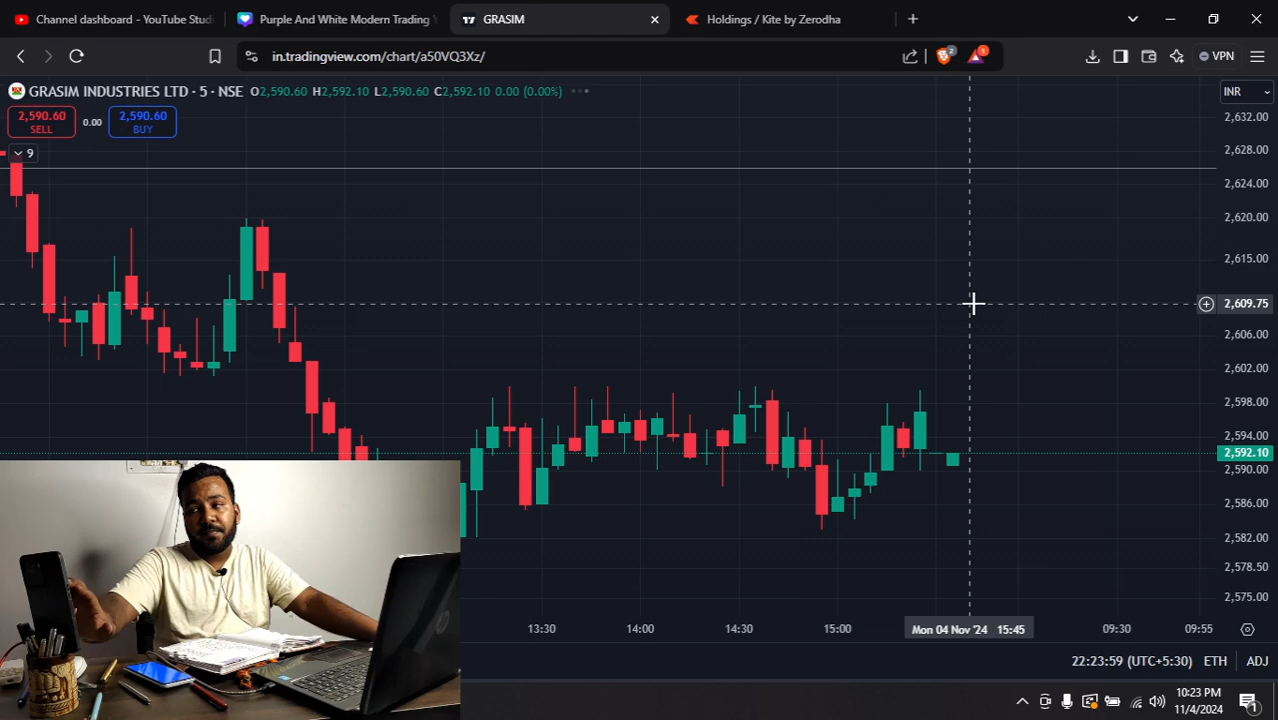 Channel dashboard - YouTube Studi
Purple And White Modern Trading Y
GRASIM
Holdings / Kite by Zerodha
in.tradingview.com/chart/a50VQ3Xz/
2
1
VPN
GRASIM INDUSTRIES LTD · 5 · NSE O2,590.60 H2,592.10 L2,590.60 C2,592.10 0.00 (0.00%)
INR
2,590.60
SELL
0.00
2,590.60
BUY
9
2,632.00
2,628.00
2,624.00
2,620.00
2,615.00
2,609.75
2,606.00
2,602.00
2,598.00
2,594.00
2,592.10
2,590.00
2,586.00
2,582.00
2,578.50
2,575.00
13:30
14:00
14:30
15:00
Mon 04 Nov '24 15:45
09:30
09:55
22:23:59 (UTC+5:30)
ETH
ADJ
10:23 PM
11/4/2024
1